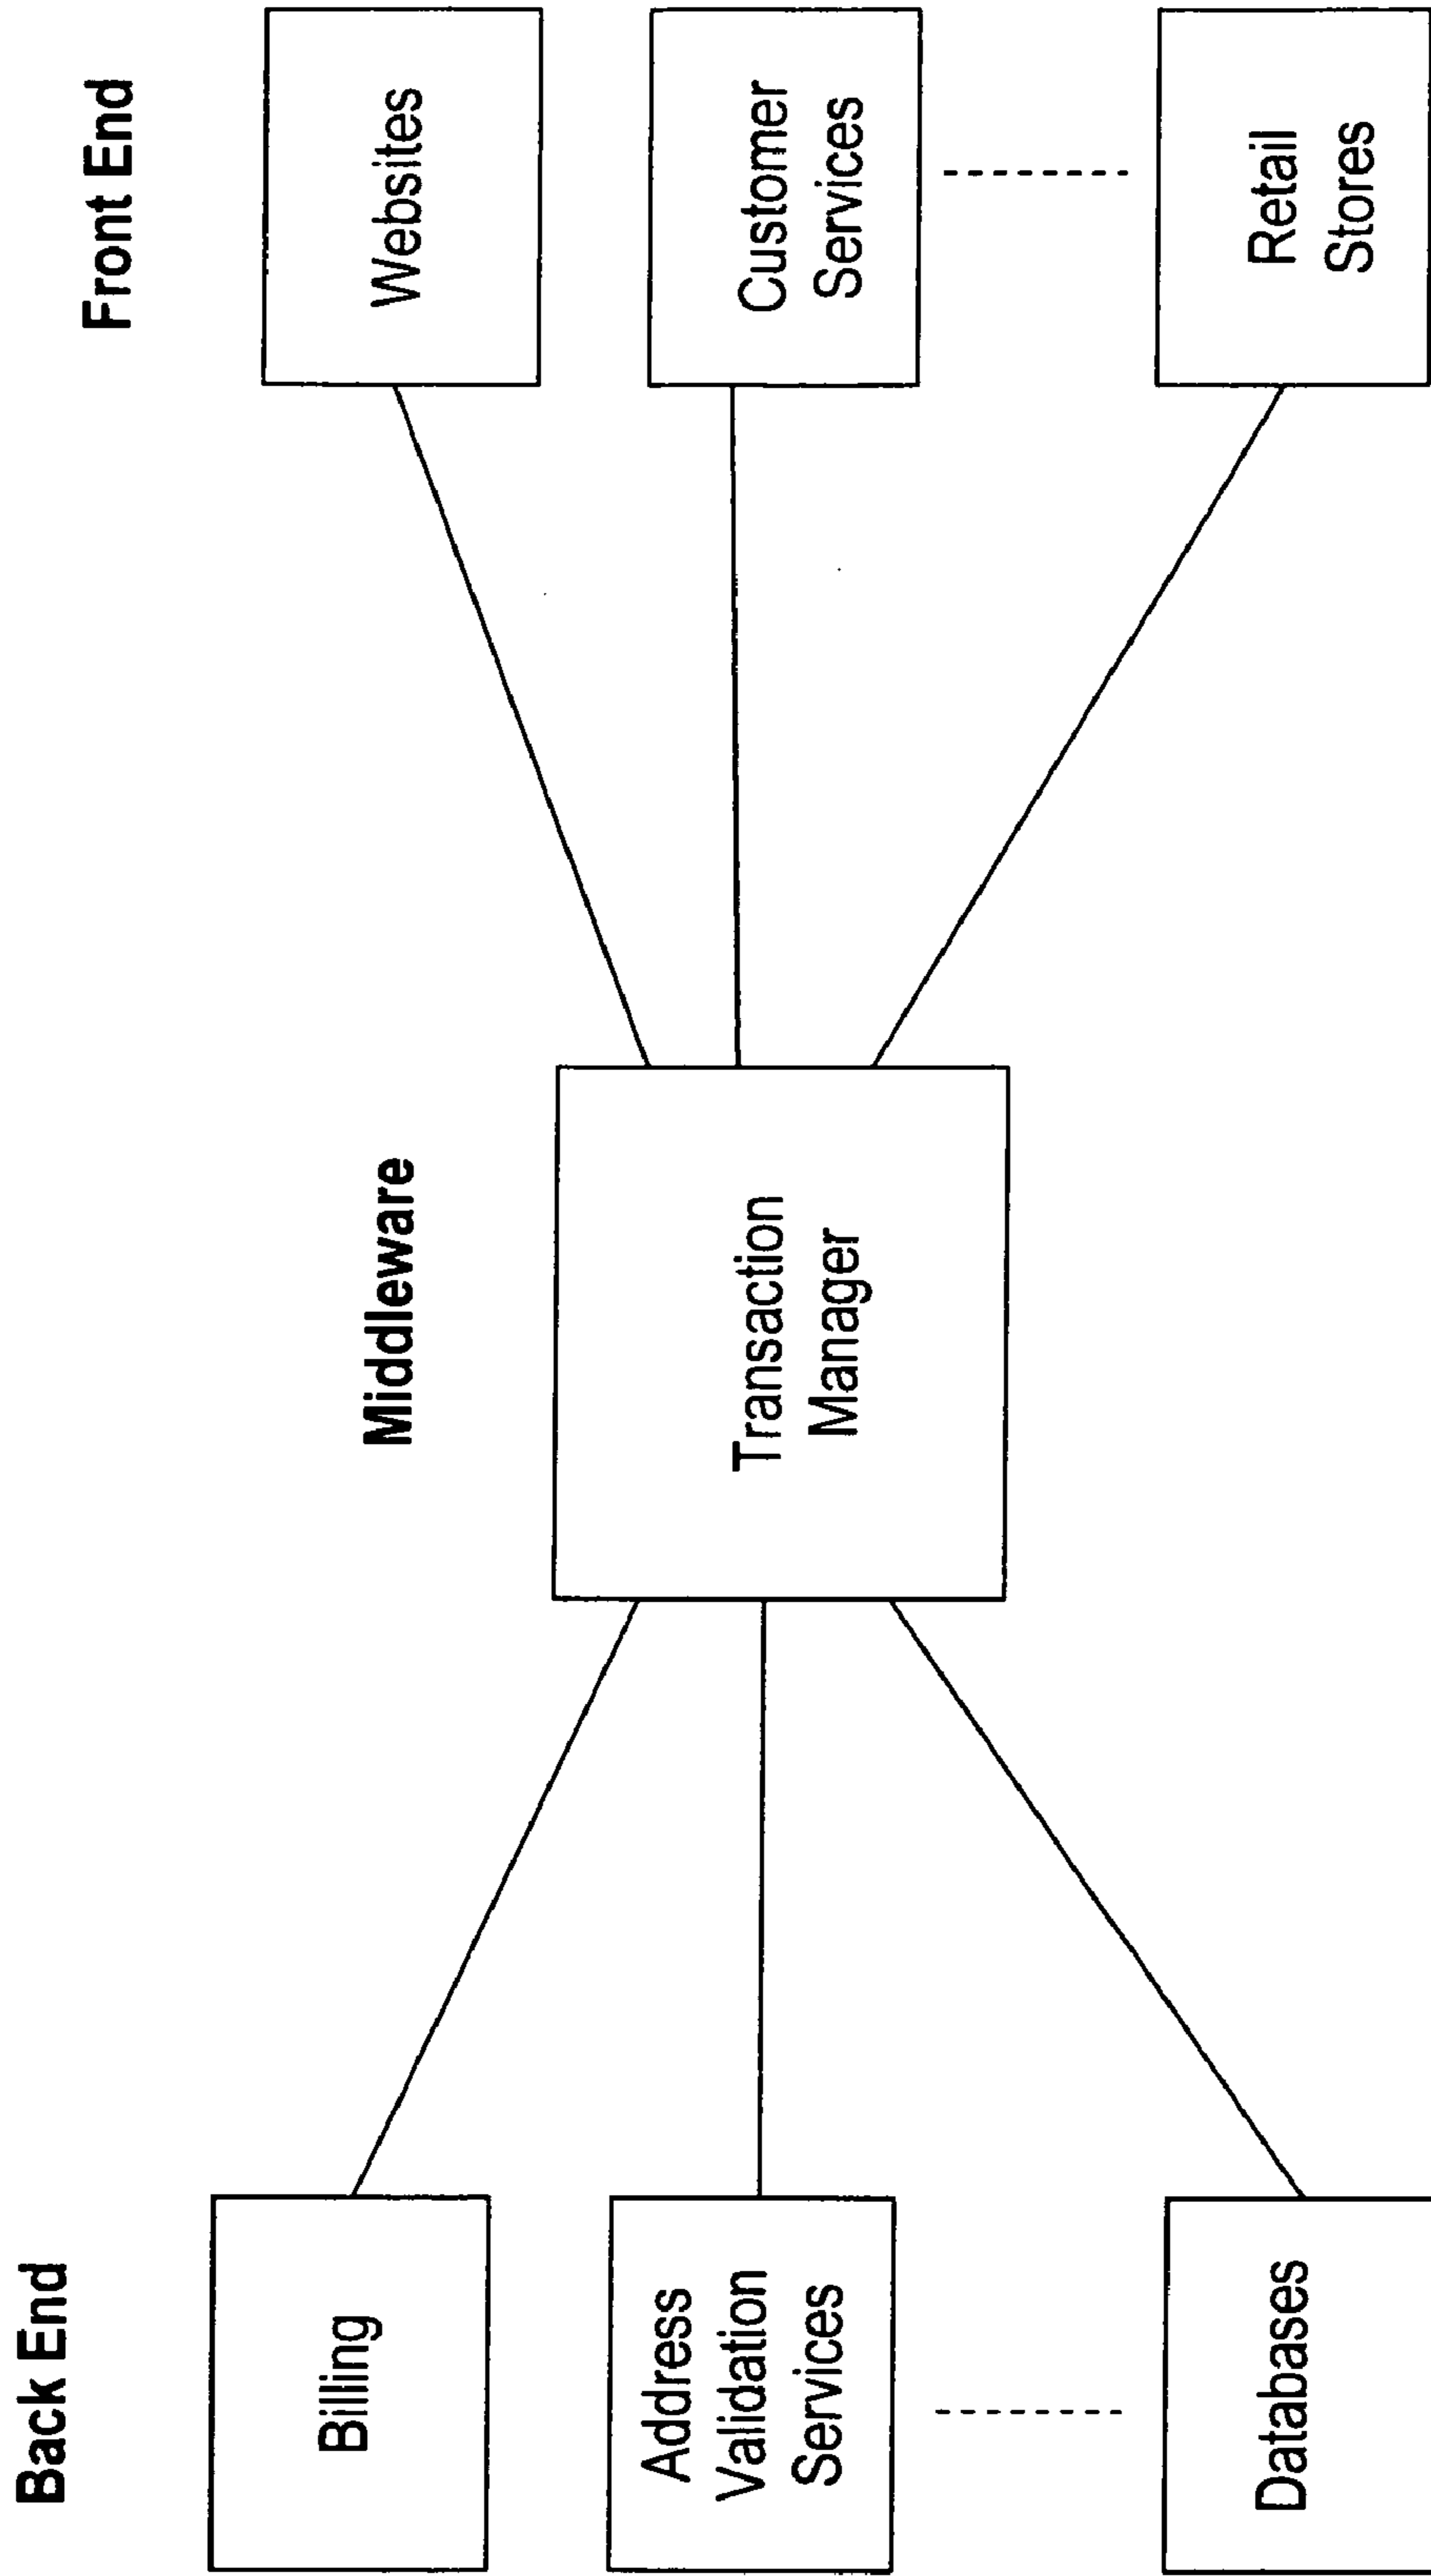 Back End
Middleware
Front End
Billing
Address
Validation
Services
Databases
Transaction
Manager
Websites
Customer
Services
Retail
Stores